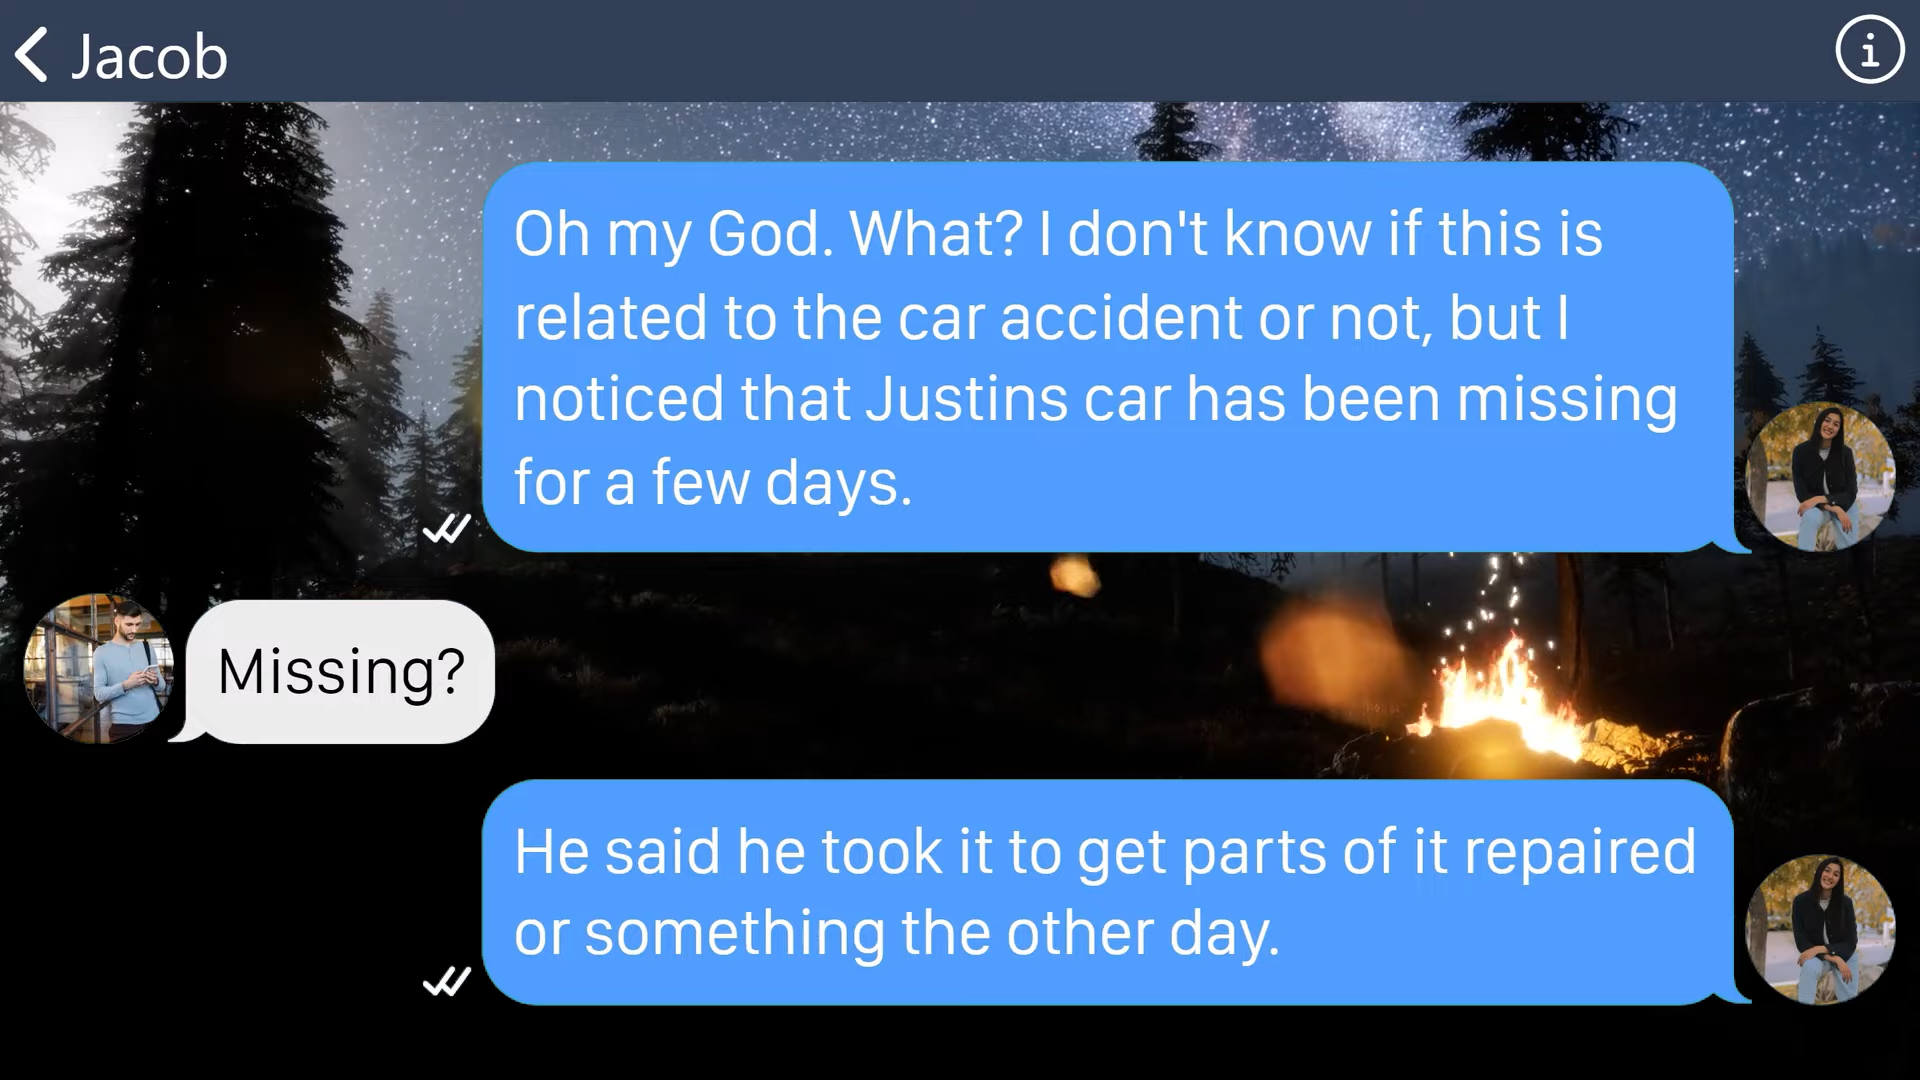 Jacob
Oh my God. What? I don't know if this is
related to the car accident or not, but I
noticed that Justins car has been missing
for a few days.
Missing?
He said he took it to get parts of it repaired
or something the other day.